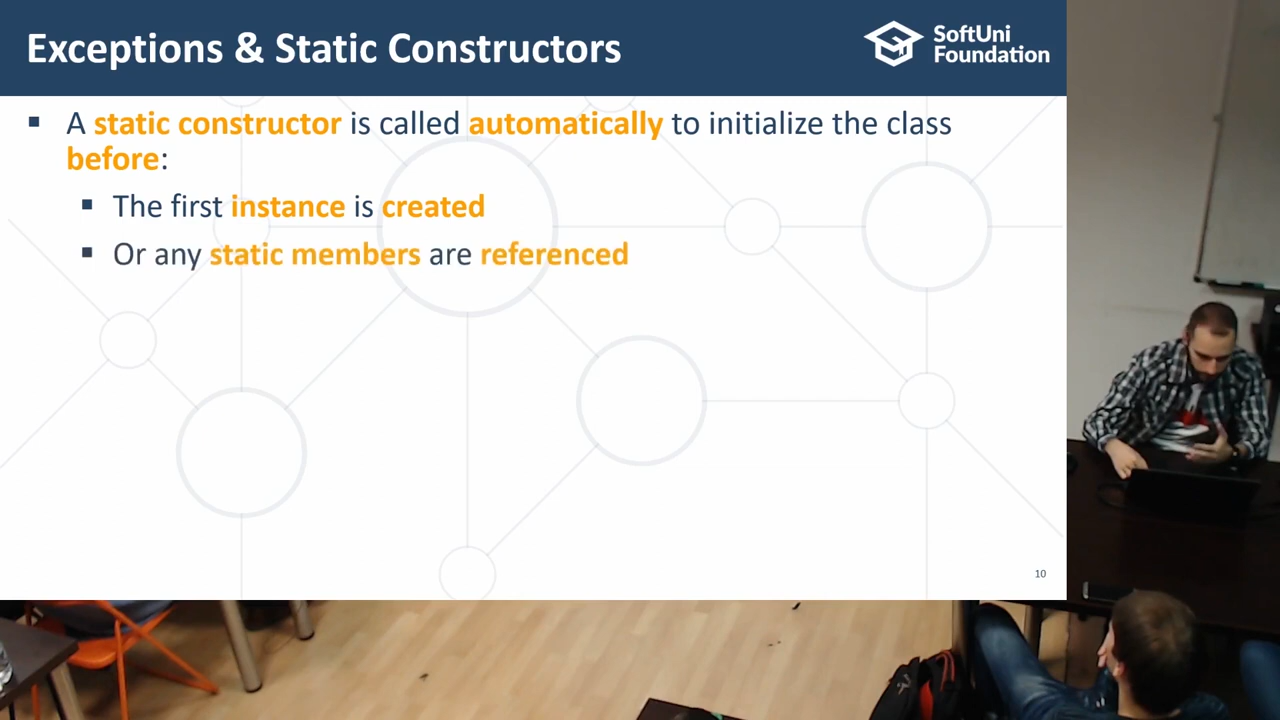 Exceptions & Static Constructors
SoftUni
Foundation
▪ A static constructor is called automatically to initialize the class
before:
▪ The first instance is created
▪ Or any static members are referenced
10